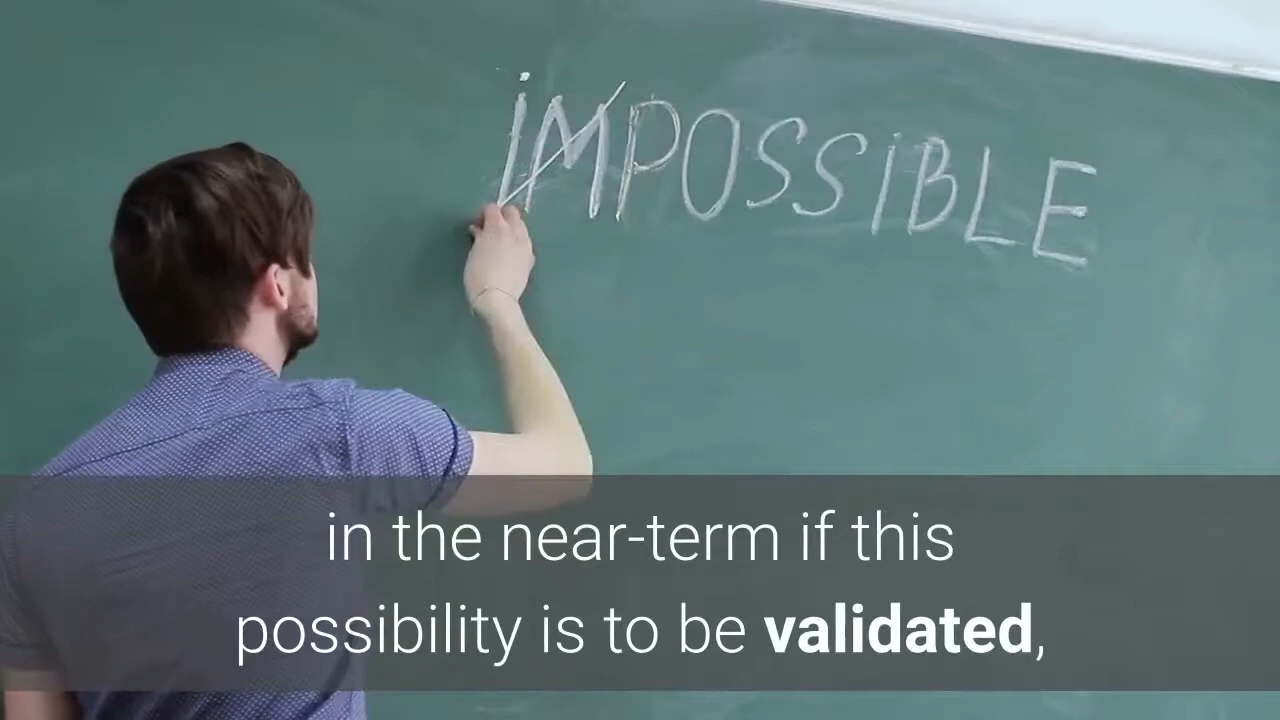 iMPOSSiBLE
in the near-term if this
possibility is to be validated,